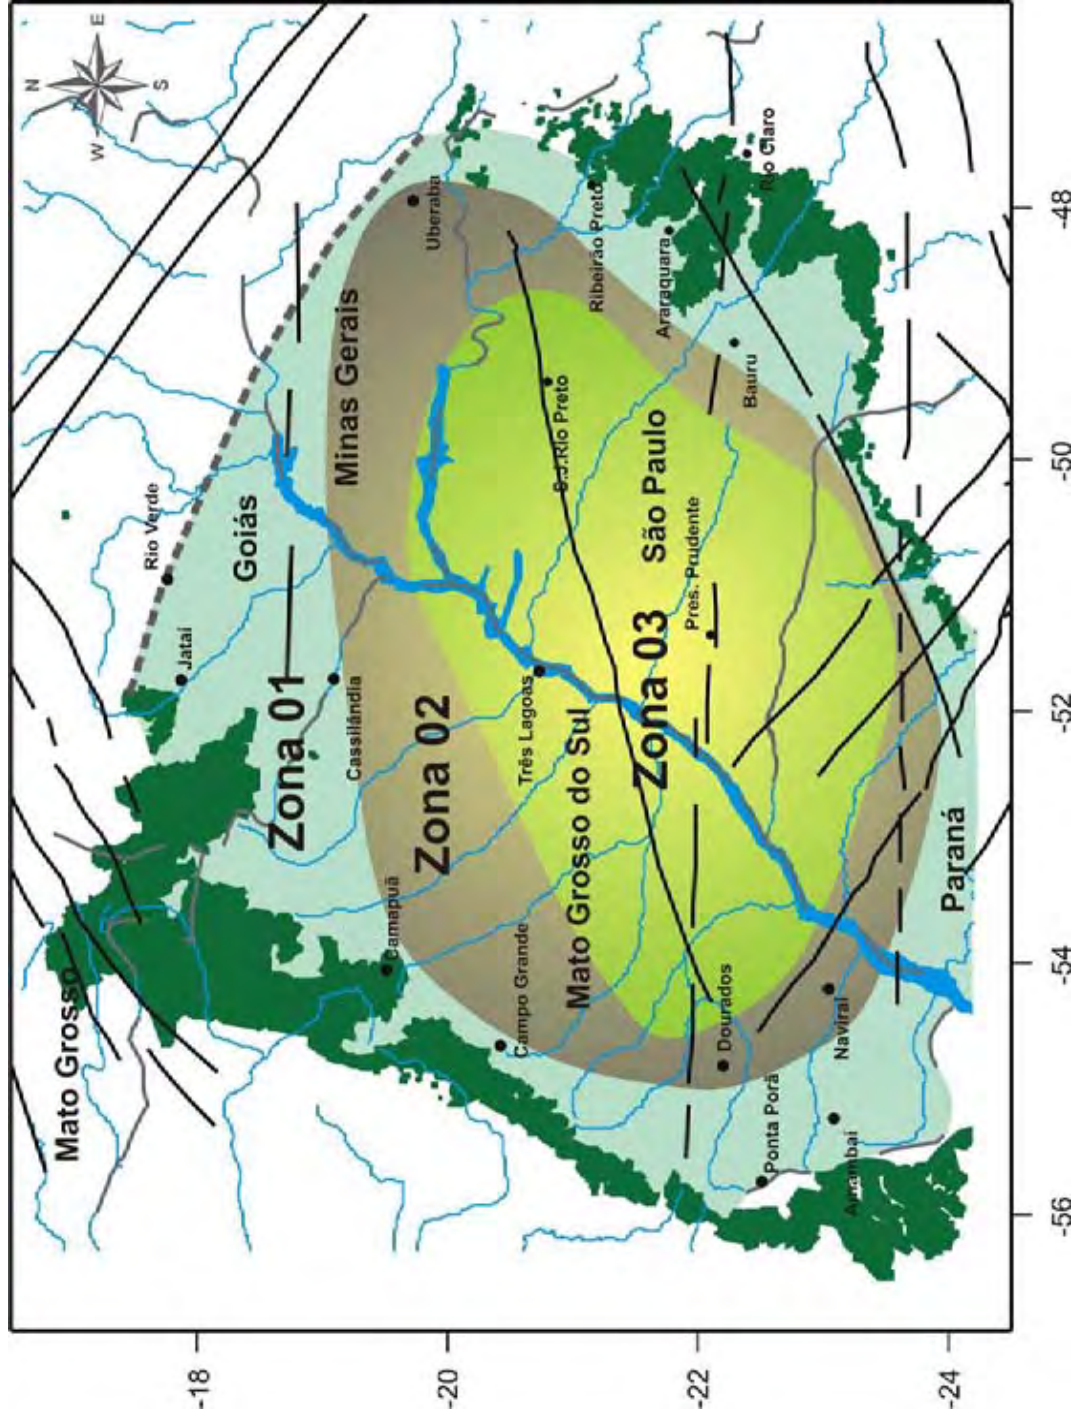 N
W
E
S
Mato Grosso
Rio Verde
Jataí
Goiás
Zona 01
Minas Gerais
Cassilândia
Camapuã
Zona 02
Uberaba
Campo Grande
Três Lagoas
S.J.Rio Preto
Mato Grosso do Sul
Ribeirão Preto
Zona 03
São Paulo
Araraquara
Pres. Prudente
Dourados
Bauru
Rio Claro
Ponta Porã
Naviraí
Amambai
Paraná
-18
-20
-22
-24
-56
-54
-52
-50
-48